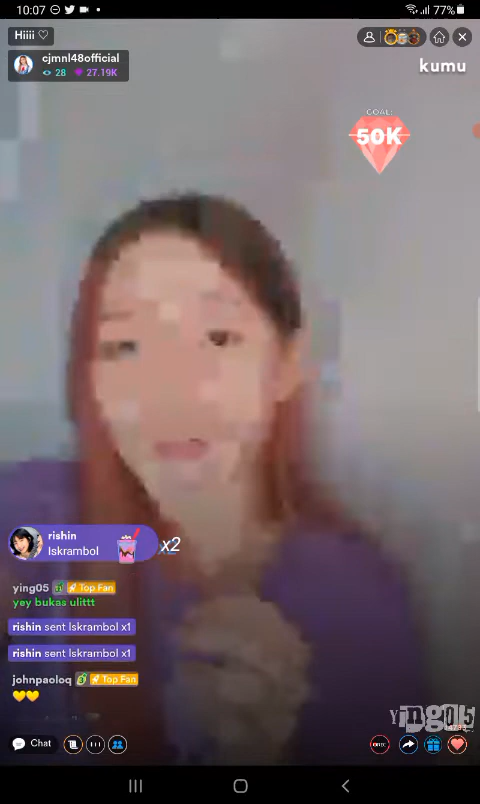 10:07
77%
Hiiii ♡
cjmnl48official
28 27.19K
kumu
GOAL:
50K
rishin
Iskrambol
x2
ying05 Top Fan
yey bukas ulittt
rishin sent Iskrambol x1
rishin sent Iskrambol x1
johnpaoloq Top Fan
💛💛
Ying05
Chat